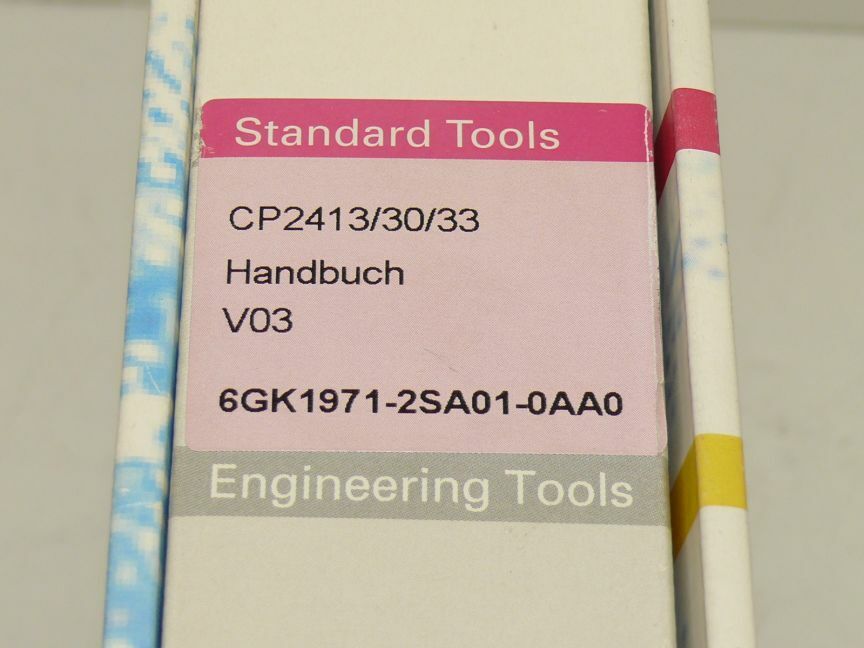 Standard Tools
CP2413/30/33
Handbuch
V03
6GK1971-2SA01-0AA0
Engineering Tools